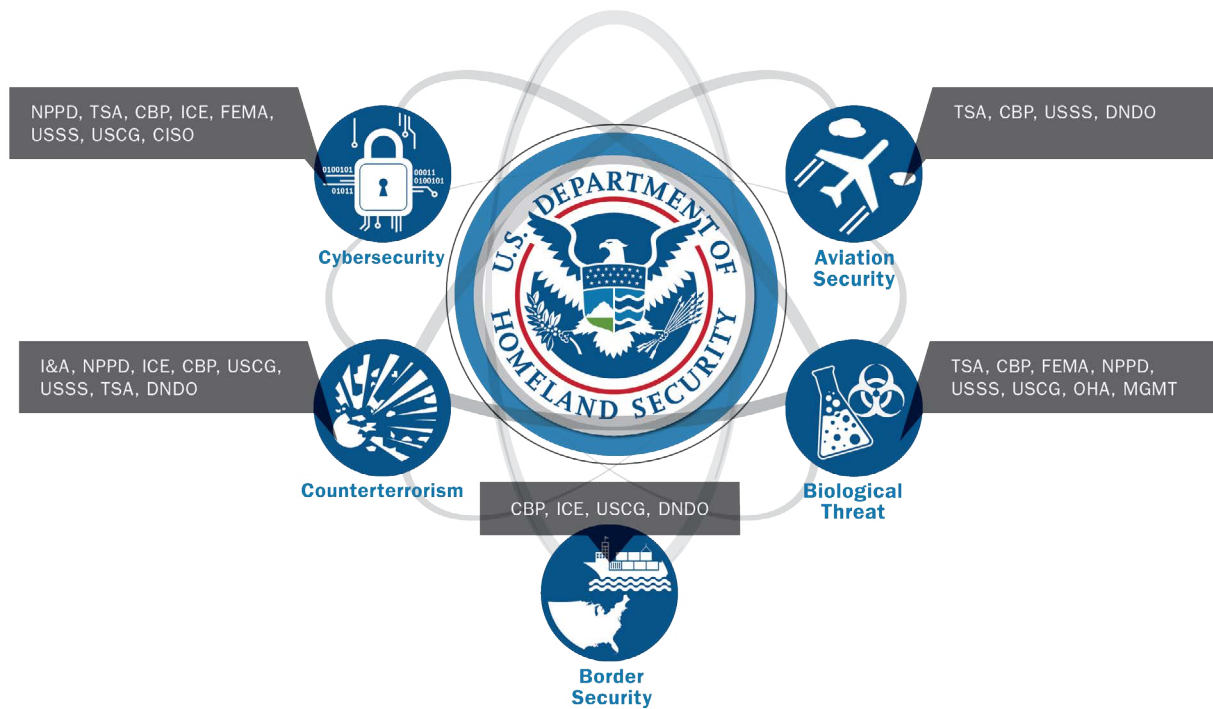 NPPD, TSA, CBP, ICE, FEMA,
USSS, USCG, CISO
TSA, CBP, USSS, DNDO
0100101
01011
00011
0100101
Cybersecurity
Aviation
Security
U.S. DEPARTMENT OF
HOMELAND SECURITY
I&A, NPPD, ICE, CBP, USCG,
USSS, TSA, DNDO
TSA, CBP, FEMA, NPPD,
USSS, USCG, OHA, MGMT
Counterterrorism
Biological
Threat
CBP, ICE, USCG, DNDO
Border
Security